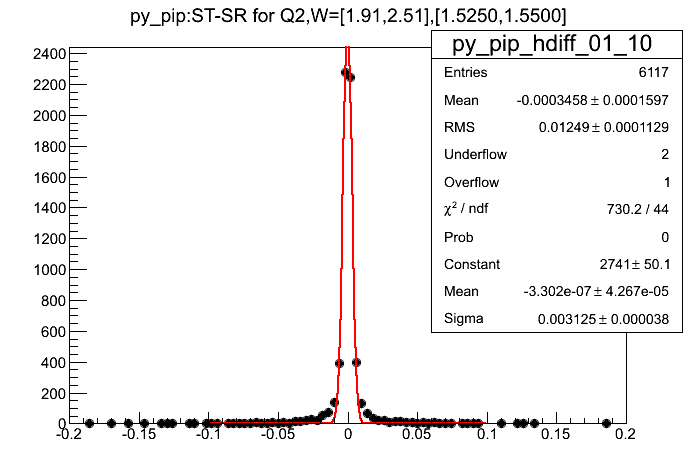 py_pip:ST-SR for Q2,W=[1.91,2.51],[1.5250,1.5500]
py_pip_hdiff_01_10
Entries 6117
Mean -0.0003458 ± 0.0001597
RMS 0.01249 ± 0.0001129
Underflow 2
Overflow 1
χ² / ndf 730.2 / 44
Prob 0
Constant 2741 ± 50.1
Mean -3.302e-07 ± 4.267e-05
Sigma 0.003125 ± 0.000038
2400
2200
2000
1800
1600
1400
1200
1000
800
600
400
200
0
-0.2 -0.15 -0.1 -0.05 0 0.05 0.1 0.15 0.2